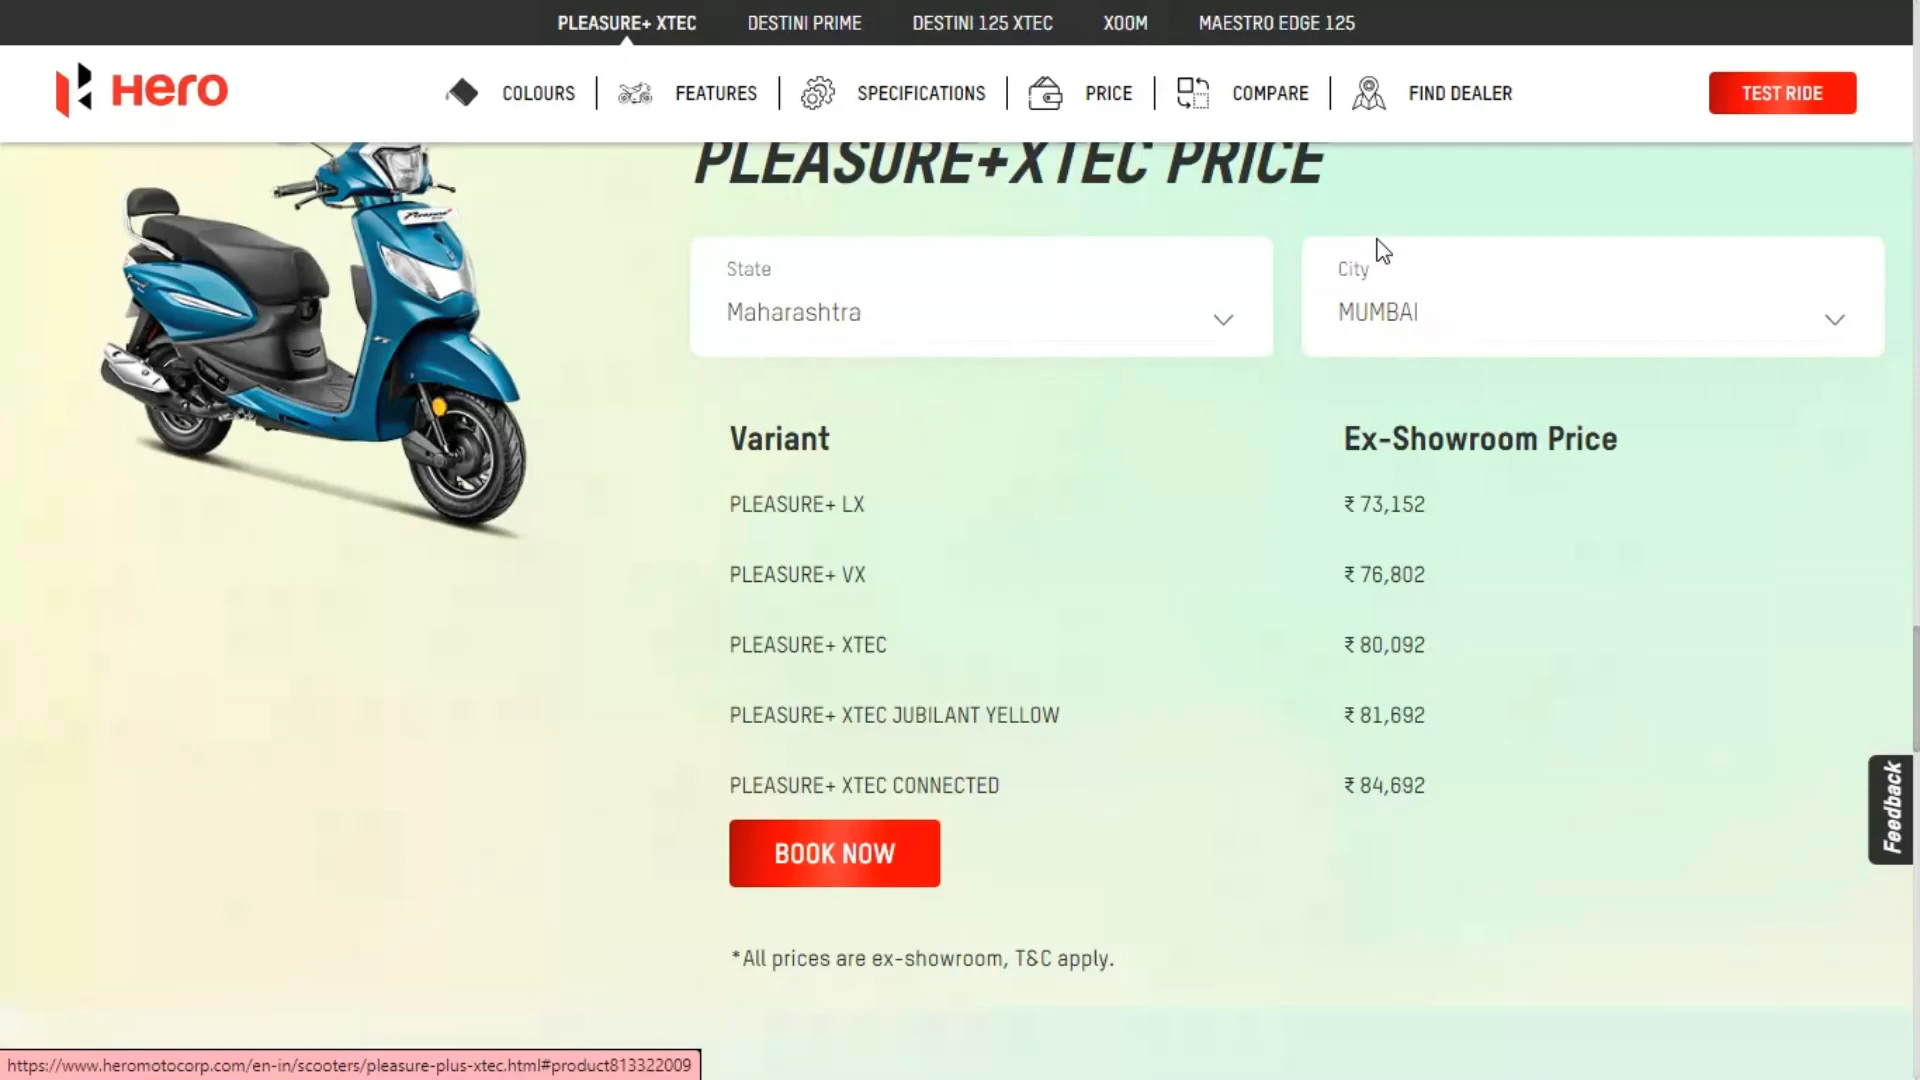 PLEASURE+ XTEC DESTINI PRIME DESTINI 125 XTEC XOOM MAESTRO EDGE 125
Hero COLOURS FEATURES SPECIFICATIONS PRICE COMPARE FIND DEALER TEST RIDE
PLEASURE+XTEC PRICE
State
Maharashtra
City
MUMBAI
Variant Ex-Showroom Price
PLEASURE+ LX ₹ 73,152
PLEASURE+ VX ₹ 76,802
PLEASURE+ XTEC ₹ 80,092
PLEASURE+ XTEC JUBILANT YELLOW ₹ 81,692
PLEASURE+ XTEC CONNECTED ₹ 84,692
BOOK NOW
Feedback
*All prices are ex-showroom, T&C apply.
https://www.heromotocorp.com/en-in/scooters/pleasure-plus-xtec.html#product813322009